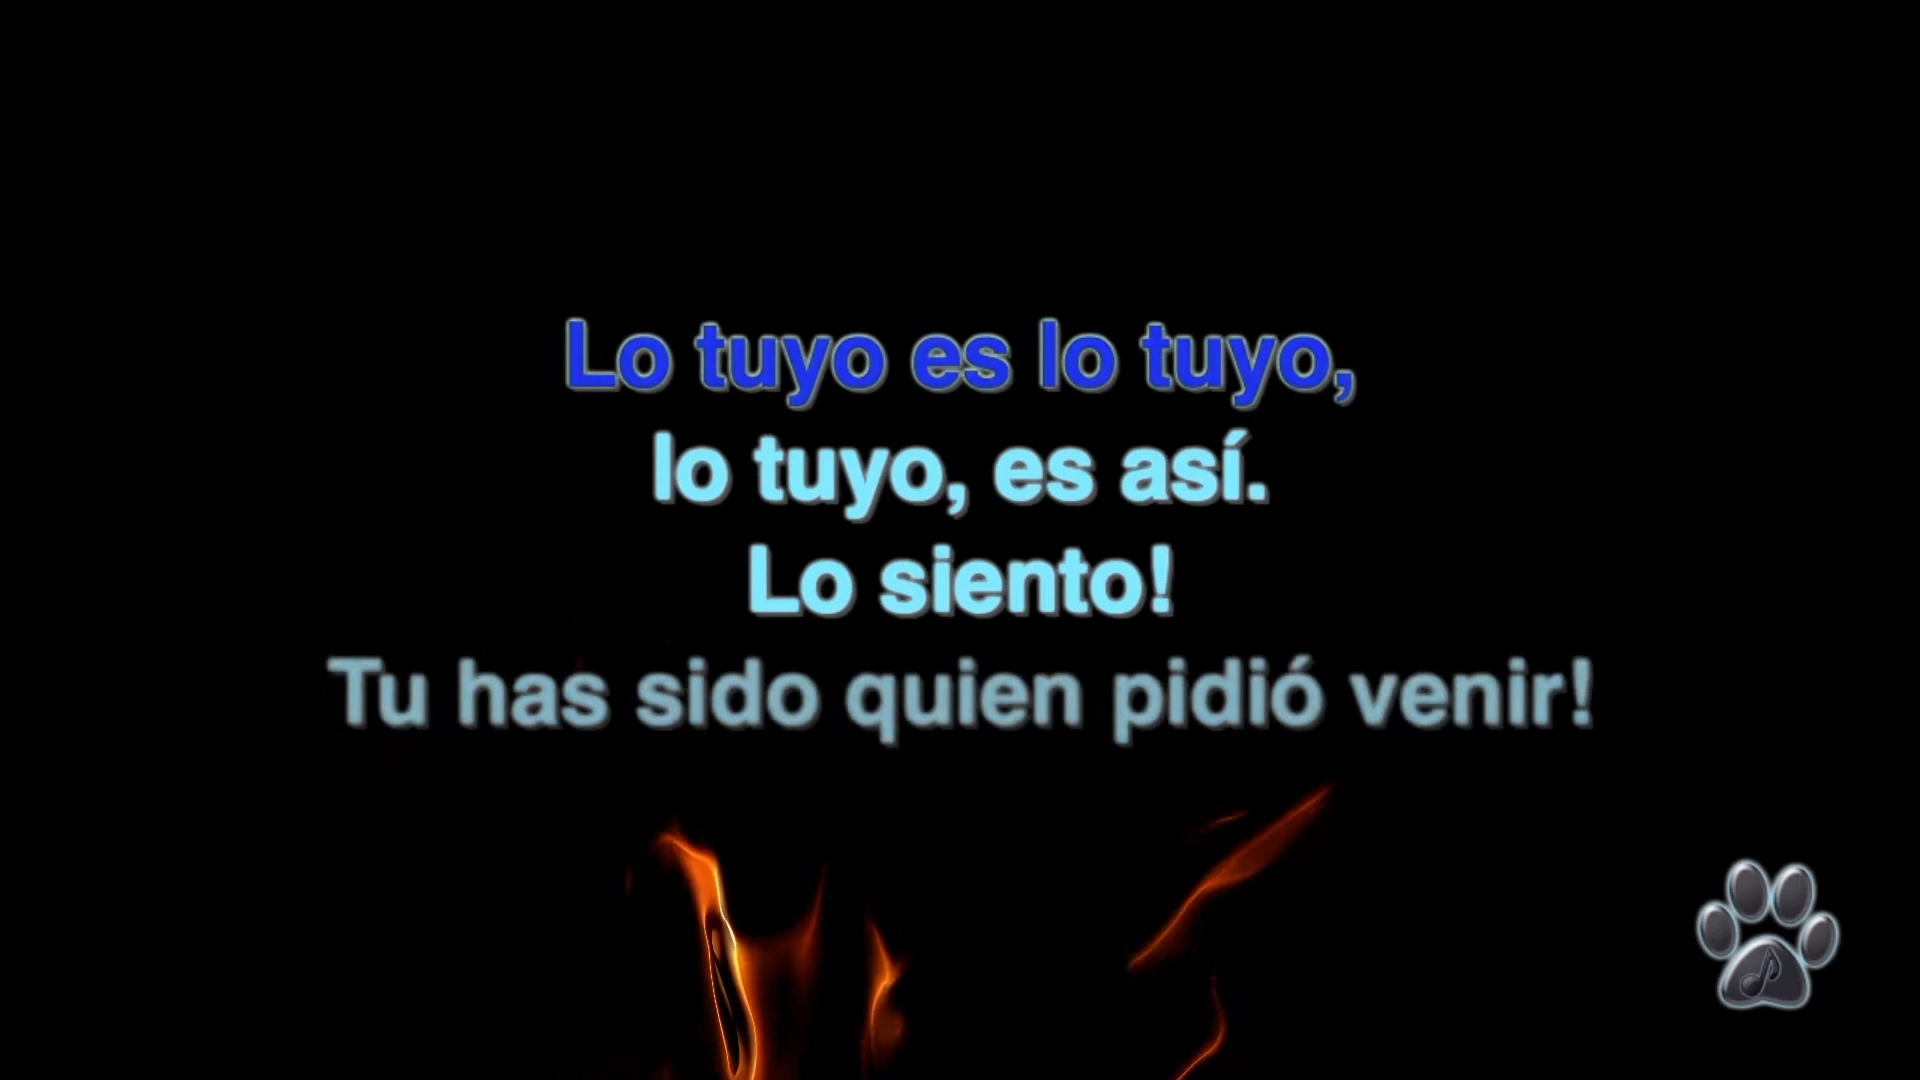 Lo tuyo es lo tuyo,
lo tuyo, es así.
Lo siento!
Tu has sido quien pidió venir!